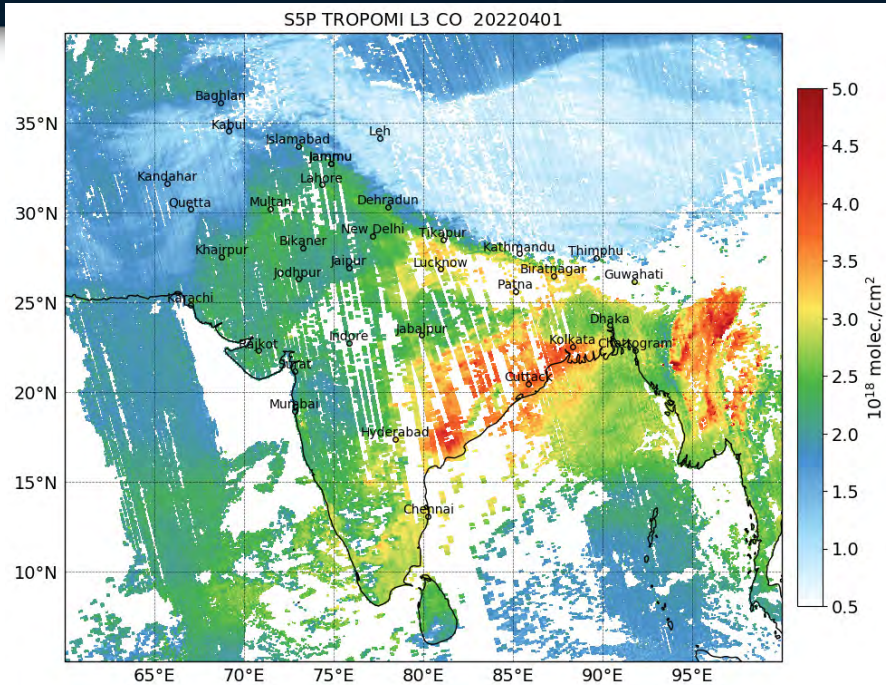 S5P TROPOMI L3 CO 20220401
Baghlan
Kabul
Islamabad
Leh
Jammu
Kandahar
Lahore
Quetta
Multan
Dehradun
New Delhi
Tikapur
Khairpur
Bikaner
Kathmandu
Thimphu
Jodhpur
Jaipur
Lucknow
Biratnagar
Guwahati
Patna
Karachi
Dhaka
Rajkot
Indore
Jabalpur
Kolkata
Chattogram
Surat
Cuttack
Mumbai
Hyderabad
Chennai
35°N
30°N
25°N
20°N
15°N
10°N
65°E
70°E
75°E
80°E
85°E
90°E
95°E
5.0
4.5
4.0
3.5
3.0
2.5
2.0
1.5
1.0
0.5
10¹⁸ molec./cm²